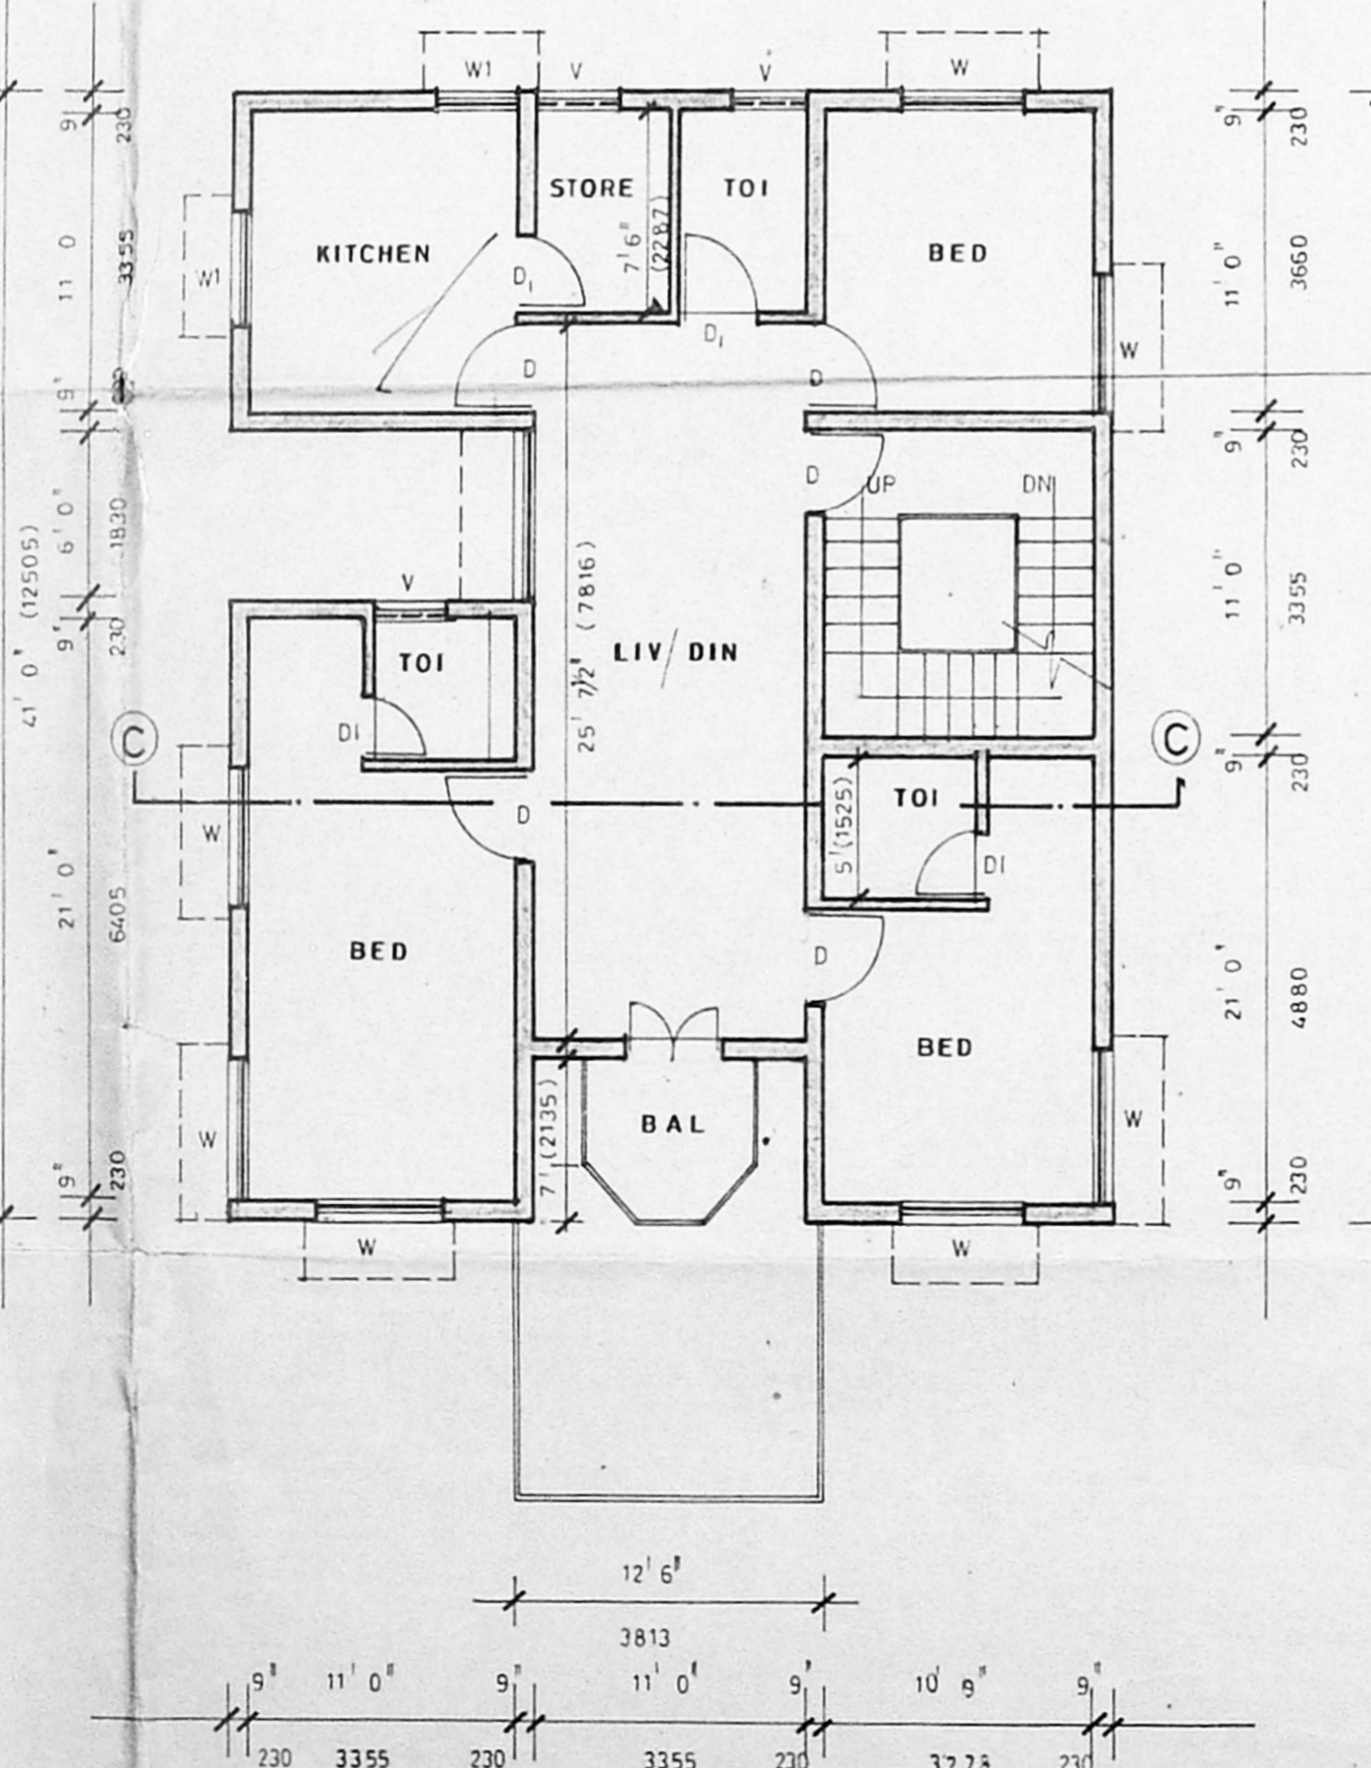 W1 V V W
9" 230 9" 230
STORE TOI
KITCHEN BED
7'6" (2287)
W1 D1
11 0 3355 11'0" 3660
D1 W
D D
9" 9" 230
D UP DN
6'0" 1830
41' 0" (12505)
V
25' 7½" (7816)
11'0" 3355
9" 230
TOI LIV/DIN
DI
C C
9" 230
TOI
5'(1525)
W D
DI
21' 0" 6405
BED D
21' 0" 4880
BED
BAL
7' (2135)
W W
9" 230 9" 230
W W
12' 6"
3813
9" 11' 0" 9" 11' 0" 9" 10' 9" 9"
230 3355 230 3355 230 230